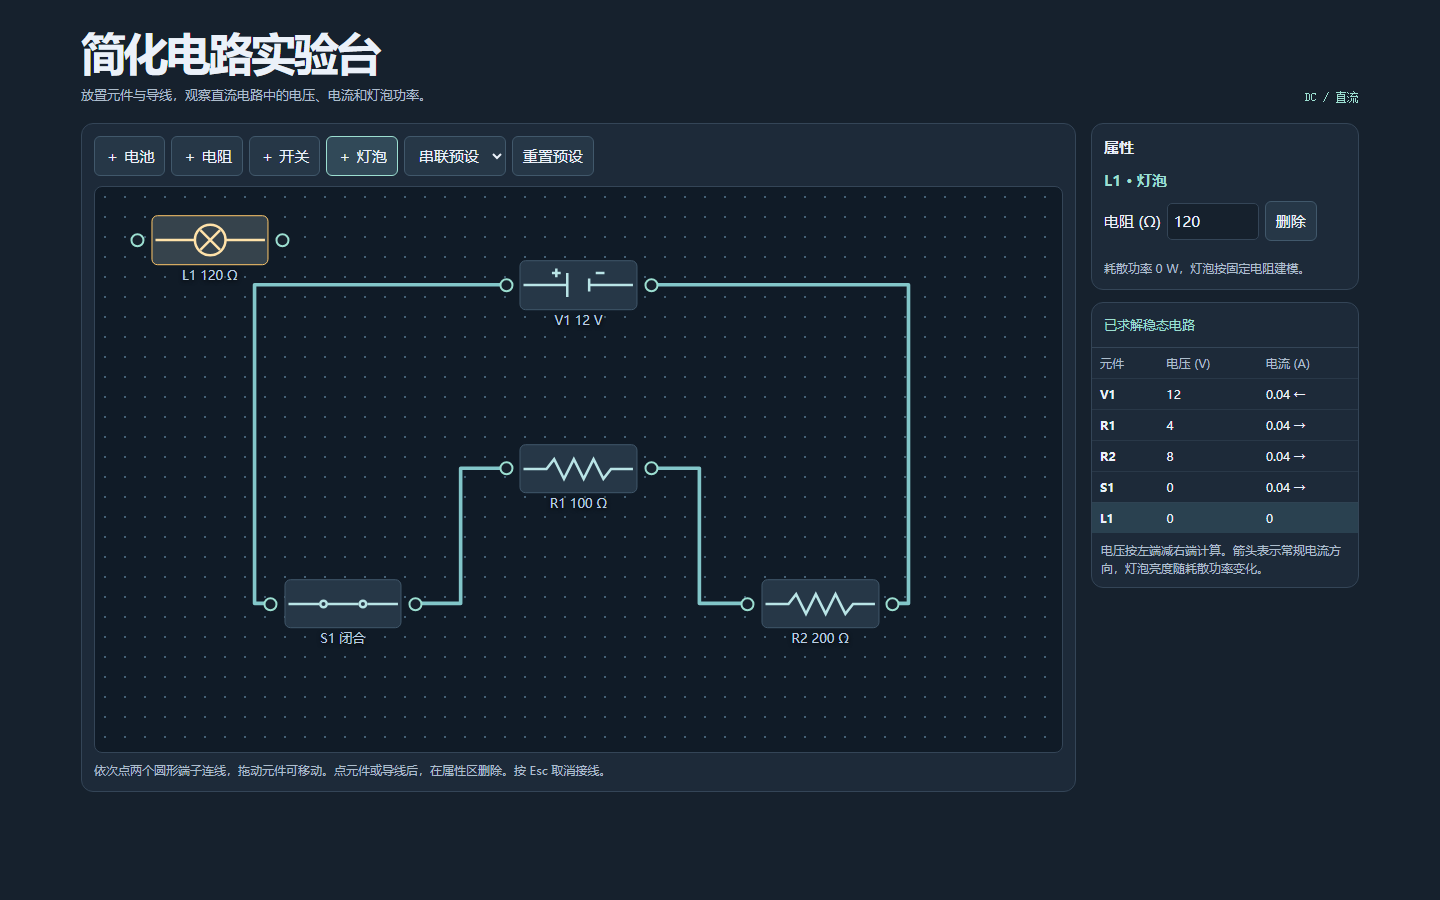 简化电路实验台
放置元件与导线，观察直流电路中的电压、电流和灯泡功率。
DC / 直流
+ 电池
+ 电阻
+ 开关
+ 灯泡
串联预设
重置预设
L1 120 Ω
+ −
V1 12 V
R1 100 Ω
S1 闭合
R2 200 Ω
依次点两个圆形端子连线，拖动元件可移动。点元件或导线后，在属性区删除。按 Esc 取消接线。
属性
L1 • 灯泡
电阻 (Ω) 120 删除
耗散功率 0 W，灯泡按固定电阻建模。
已求解稳态电路
元件 电压 (V) 电流 (A)
V1 12 0.04 ←
R1 4 0.04 →
R2 8 0.04 →
S1 0 0.04 →
L1 0 0
电压按左端减右端计算。箭头表示常规电流方
向，灯泡亮度随耗散功率变化。